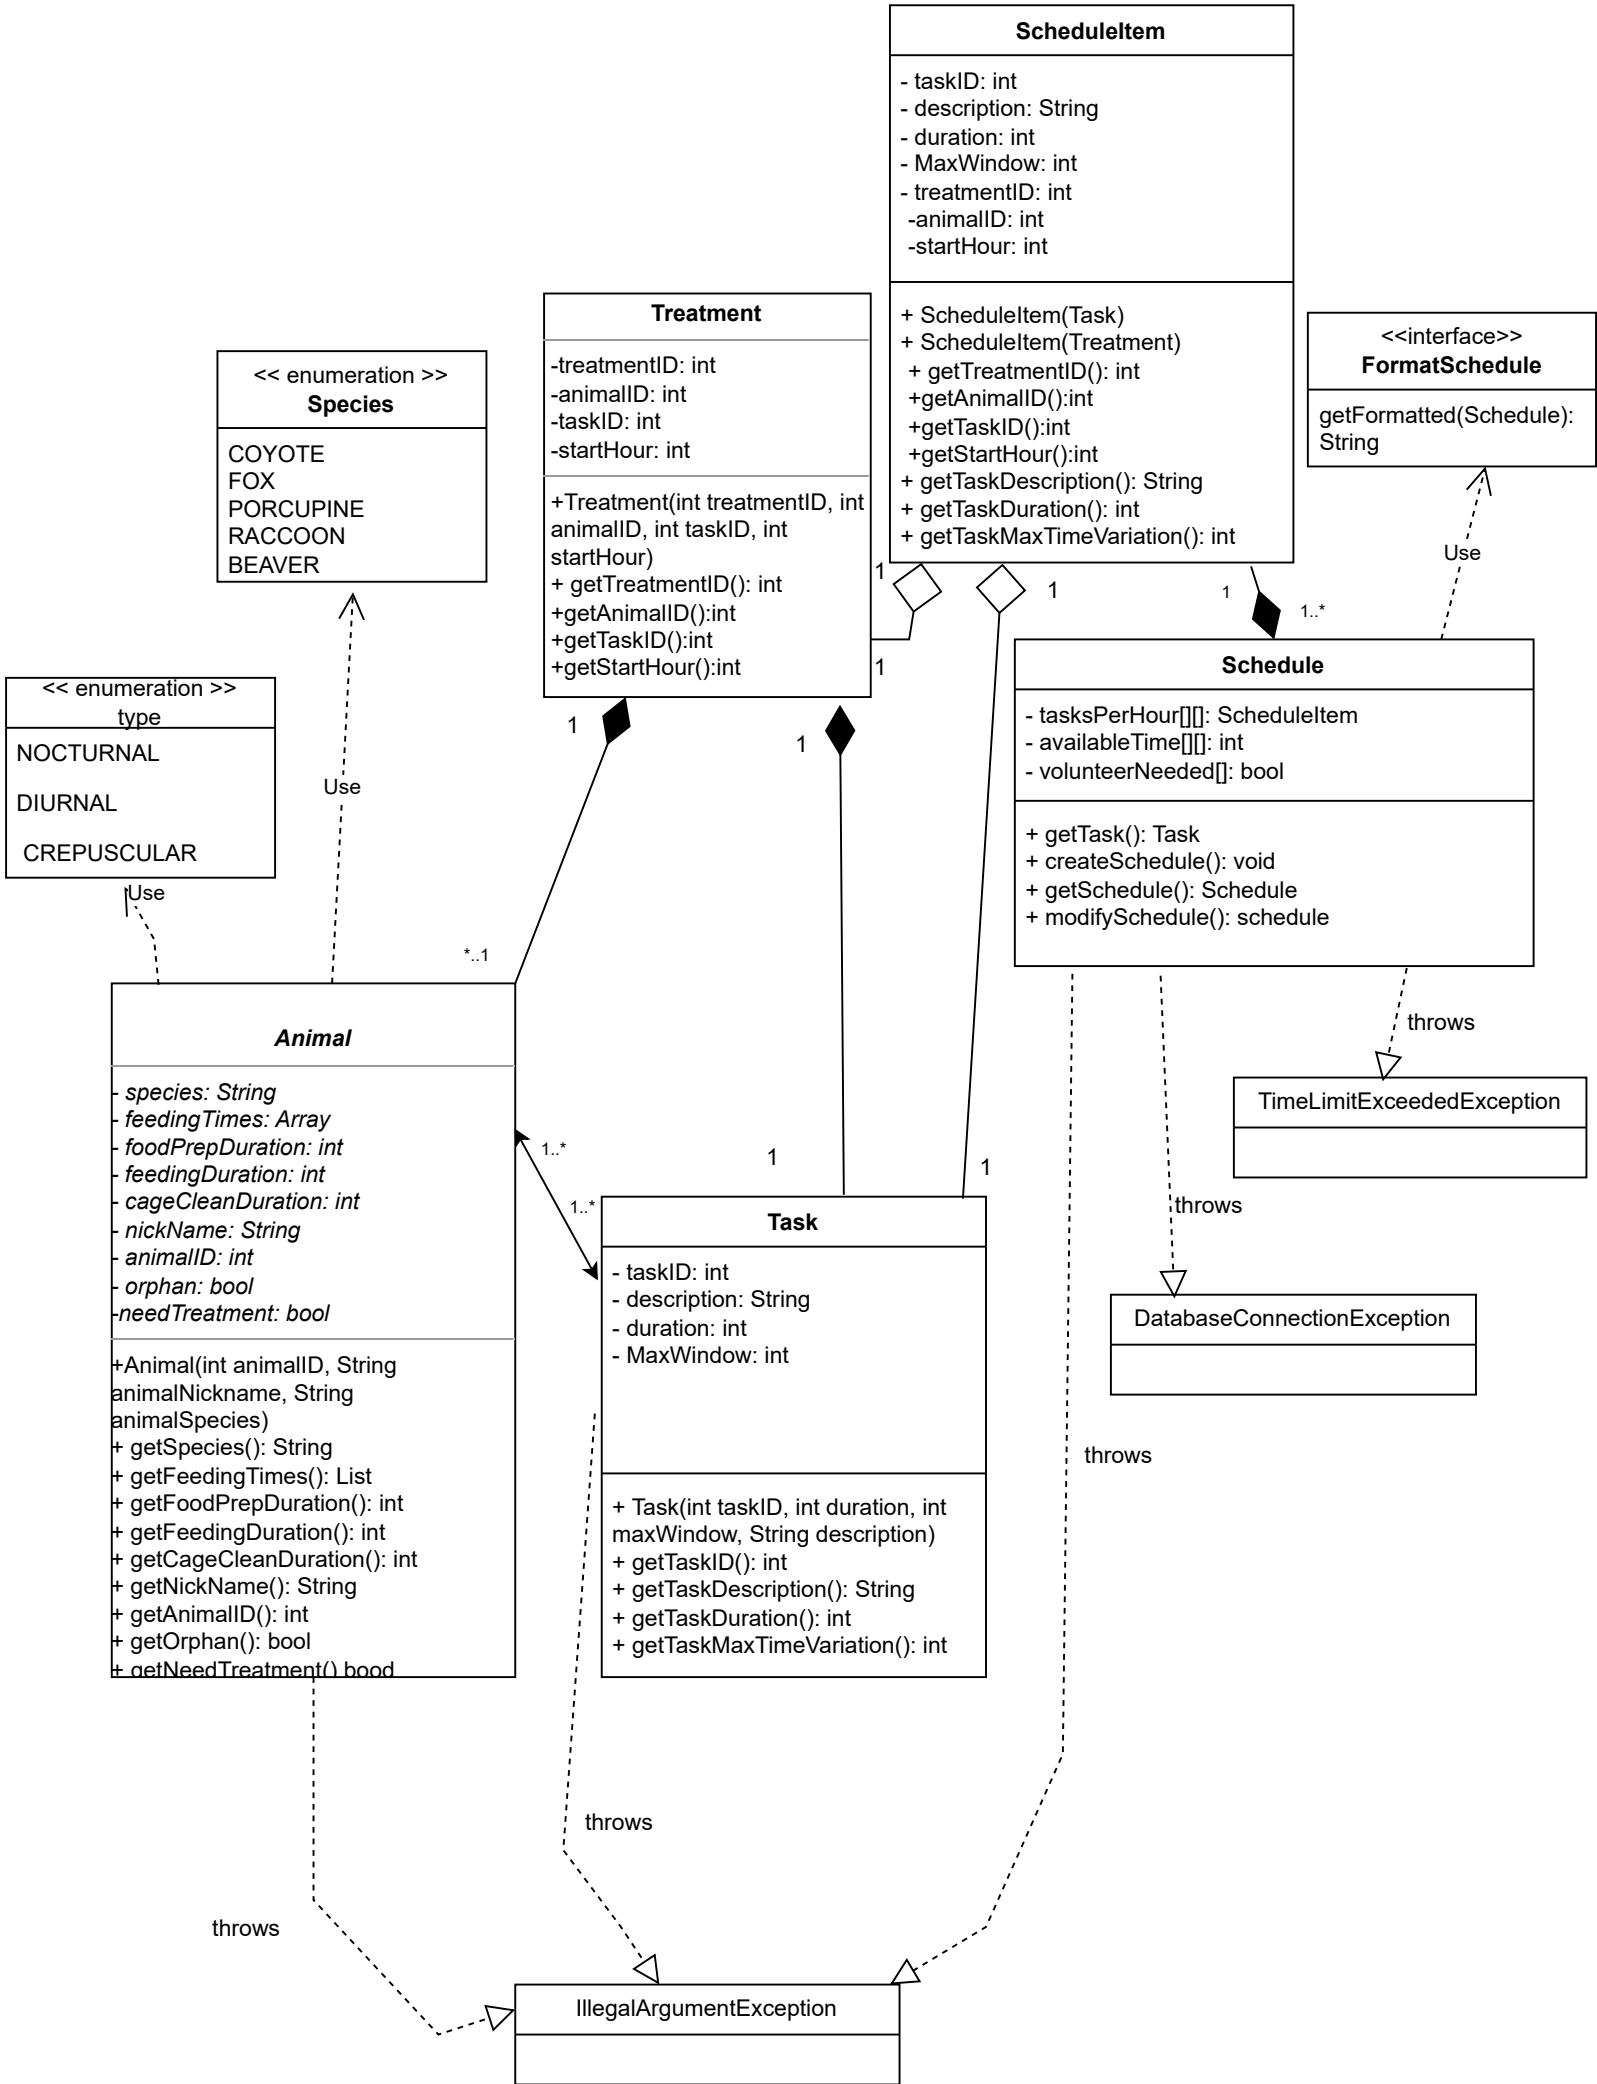 ScheduleItem
- taskID: int
- description: String
- duration: int
- MaxWindow: int
- treatmentID: int
-animalID: int
-startHour: int
+ ScheduleItem(Task)
+ ScheduleItem(Treatment)
+ getTreatmentID(): int
+getAnimalID():int
+getTaskID():int
+getStartHour():int
+ getTaskDescription(): String
+ getTaskDuration(): int
+ getTaskMaxTimeVariation(): int
Treatment
-treatmentID: int
-animalID: int
-taskID: int
-startHour: int
+Treatment(int treatmentID, int
animalID, int taskID, int
startHour)
+ getTreatmentID(): int
+getAnimalID():int
+getTaskID():int
+getStartHour():int
<<interface>>
FormatSchedule
getFormatted(Schedule):
String
<< enumeration >>
Species
COYOTE
FOX
PORCUPINE
RACCOON
BEAVER
<< enumeration >>
type
NOCTURNAL
DIURNAL
CREPUSCULAR
Use
Use
Use
1
1
1
1
1..*
1
1
*..1
1
1
1..*
1..*
Schedule
- tasksPerHour[][]: ScheduleItem
- availableTime[][]: int
- volunteerNeeded[]: bool
+ getTask(): Task
+ createSchedule(): void
+ getSchedule(): Schedule
+ modifySchedule(): schedule
Animal
- species: String
- feedingTimes: Array
- foodPrepDuration: int
- feedingDuration: int
- cageCleanDuration: int
- nickName: String
- animalID: int
- orphan: bool
-needTreatment: bool
+Animal(int animalID, String
animalNickname, String
animalSpecies)
+ getSpecies(): String
+ getFeedingTimes(): List
+ getFoodPrepDuration(): int
+ getFeedingDuration(): int
+ getCageCleanDuration(): int
+ getNickName(): String
+ getAnimalID(): int
+ getOrphan(): bool
+ getNeedTreatment() bood
Task
- taskID: int
- description: String
- duration: int
- MaxWindow: int
+ Task(int taskID, int duration, int
maxWindow, String description)
+ getTaskID(): int
+ getTaskDescription(): String
+ getTaskDuration(): int
+ getTaskMaxTimeVariation(): int
throws
TimeLimitExceededException
throws
DatabaseConnectionException
throws
throws
throws
IllegalArgumentException